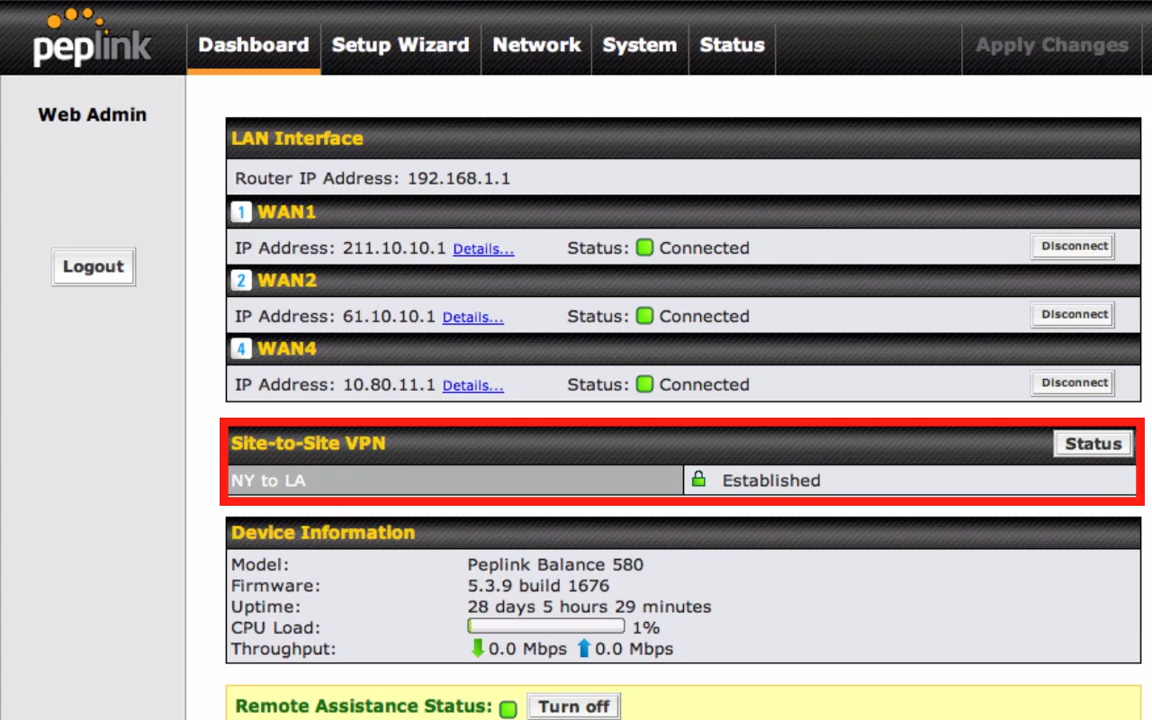 peplink
Dashboard Setup Wizard Network System Status Apply Changes
Web Admin
Logout
LAN Interface
Router IP Address: 192.168.1.1
1 WAN1
IP Address: 211.10.10.1 Details... Status: Connected Disconnect
2 WAN2
IP Address: 61.10.10.1 Details... Status: Connected Disconnect
4 WAN4
IP Address: 10.80.11.1 Details... Status: Connected Disconnect
Site-to-Site VPN Status
NY to LA Established
Device Information
Model: Peplink Balance 580
Firmware: 5.3.9 build 1676
Uptime: 28 days 5 hours 29 minutes
CPU Load: 1%
Throughput: 0.0 Mbps 0.0 Mbps
Remote Assistance Status: Turn off